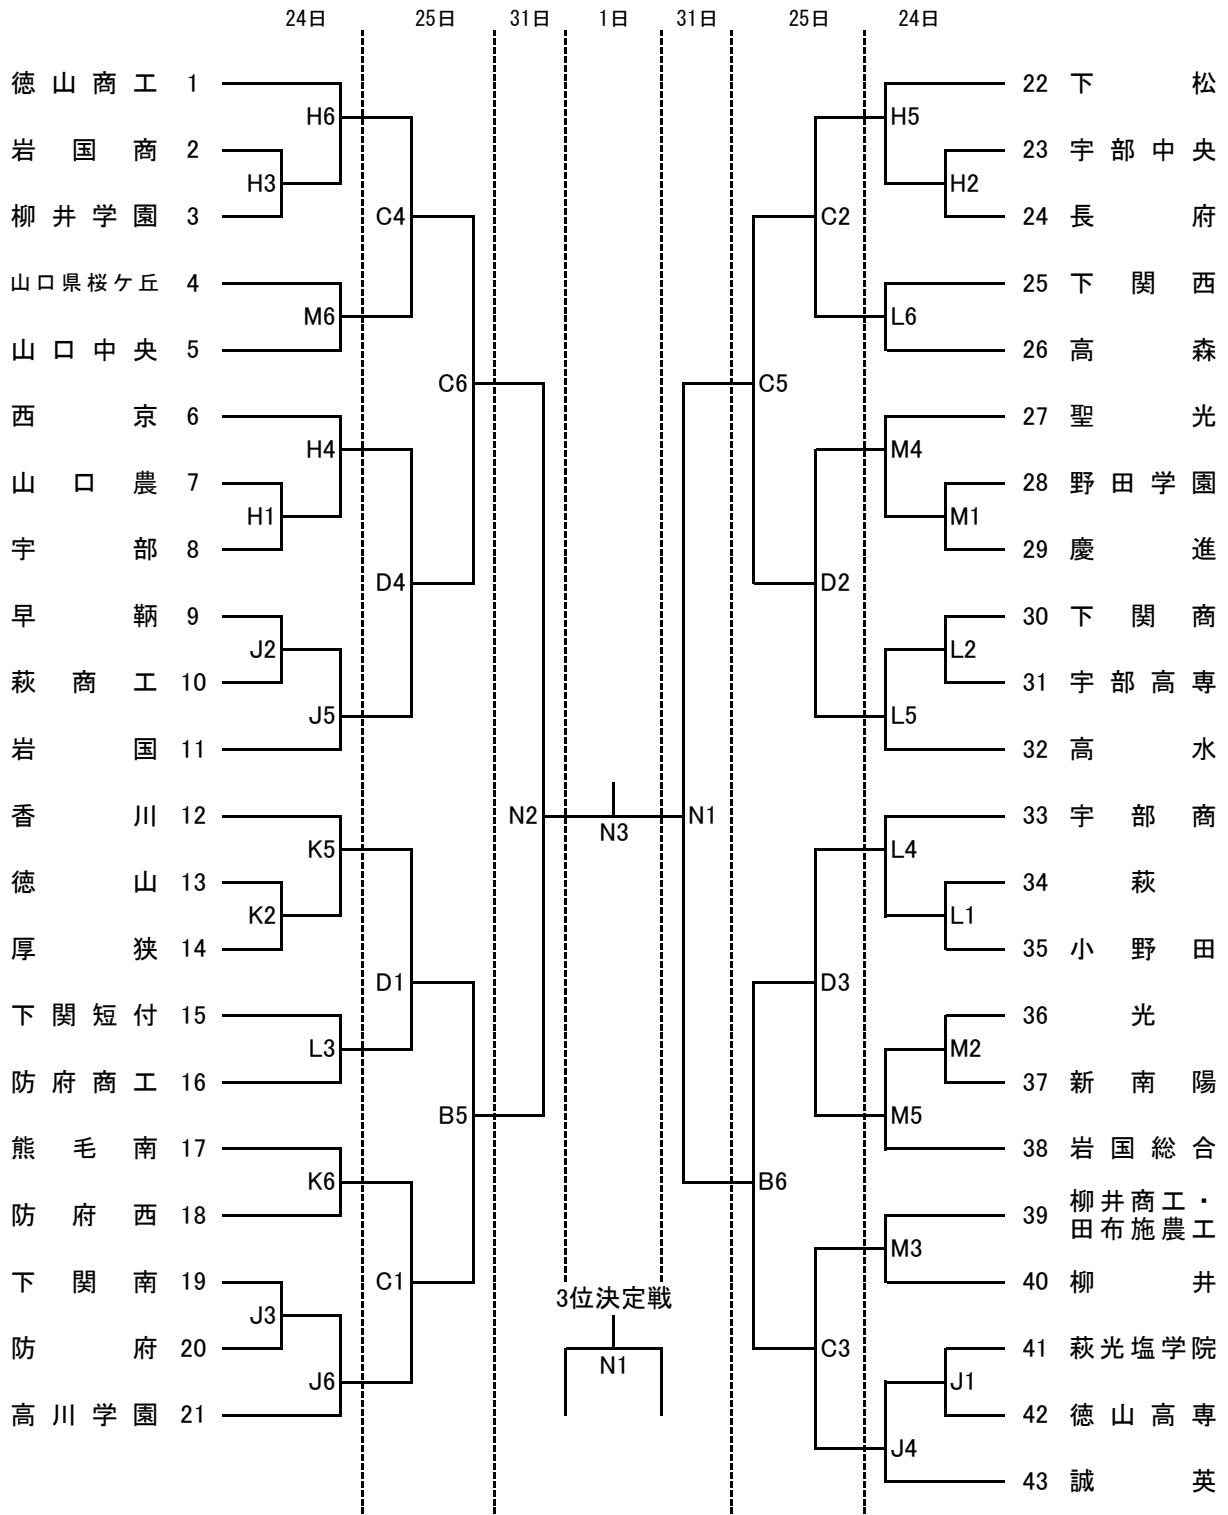 24日 25日 31日 1日 31日 25日 24日
徳山商工 1
H6
岩国商 2
H3
柳井学園 3
C4
山口県桜ケ丘 4
M6
山口中央 5
C6
西京 6
H4
山口農 7
H1
宇部 8
D4
早鞆 9
J2
萩商工 10
J5
岩国 11
香川 12
N2
K5
徳山 13
K2
厚狭 14
D1
下関短付 15
L3
防府商工 16
B5
熊毛南 17
K6
防府西 18
下関南 19
C1
J3
防府 20
J6
高川学園 21
N3
3位決定戦
N1
22 下松
H5
23 宇部中央
H2
24 長府
C2
25 下関西
L6
26 高森
C5
27 聖光
M4
28 野田学園
M1
29 慶進
D2
30 下関商
L2
31 宇部高専
L5
32 高水
N1
33 宇部商
L4
34 萩
L1
35 小野田
D3
36 光
M2
37 新南陽
M5
38 岩国総合
B6
39 柳井商工・
田布施農工
M3
40 柳井
C3
41 萩光塩学院
J1
42 徳山高専
J4
43 誠英